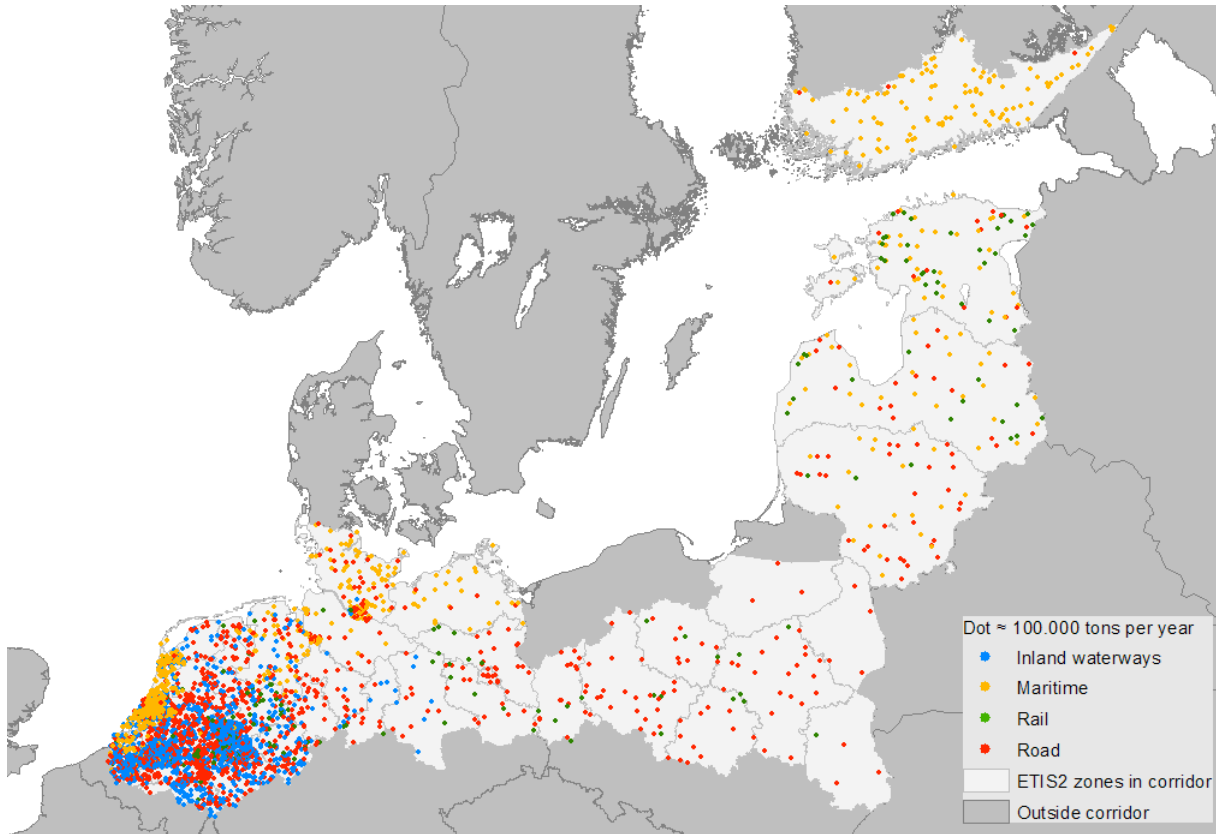 Dot ≈ 100.000 tons per year
Inland waterways
Maritime
Rail
Road
ETIS2 zones in corridor
Outside corridor